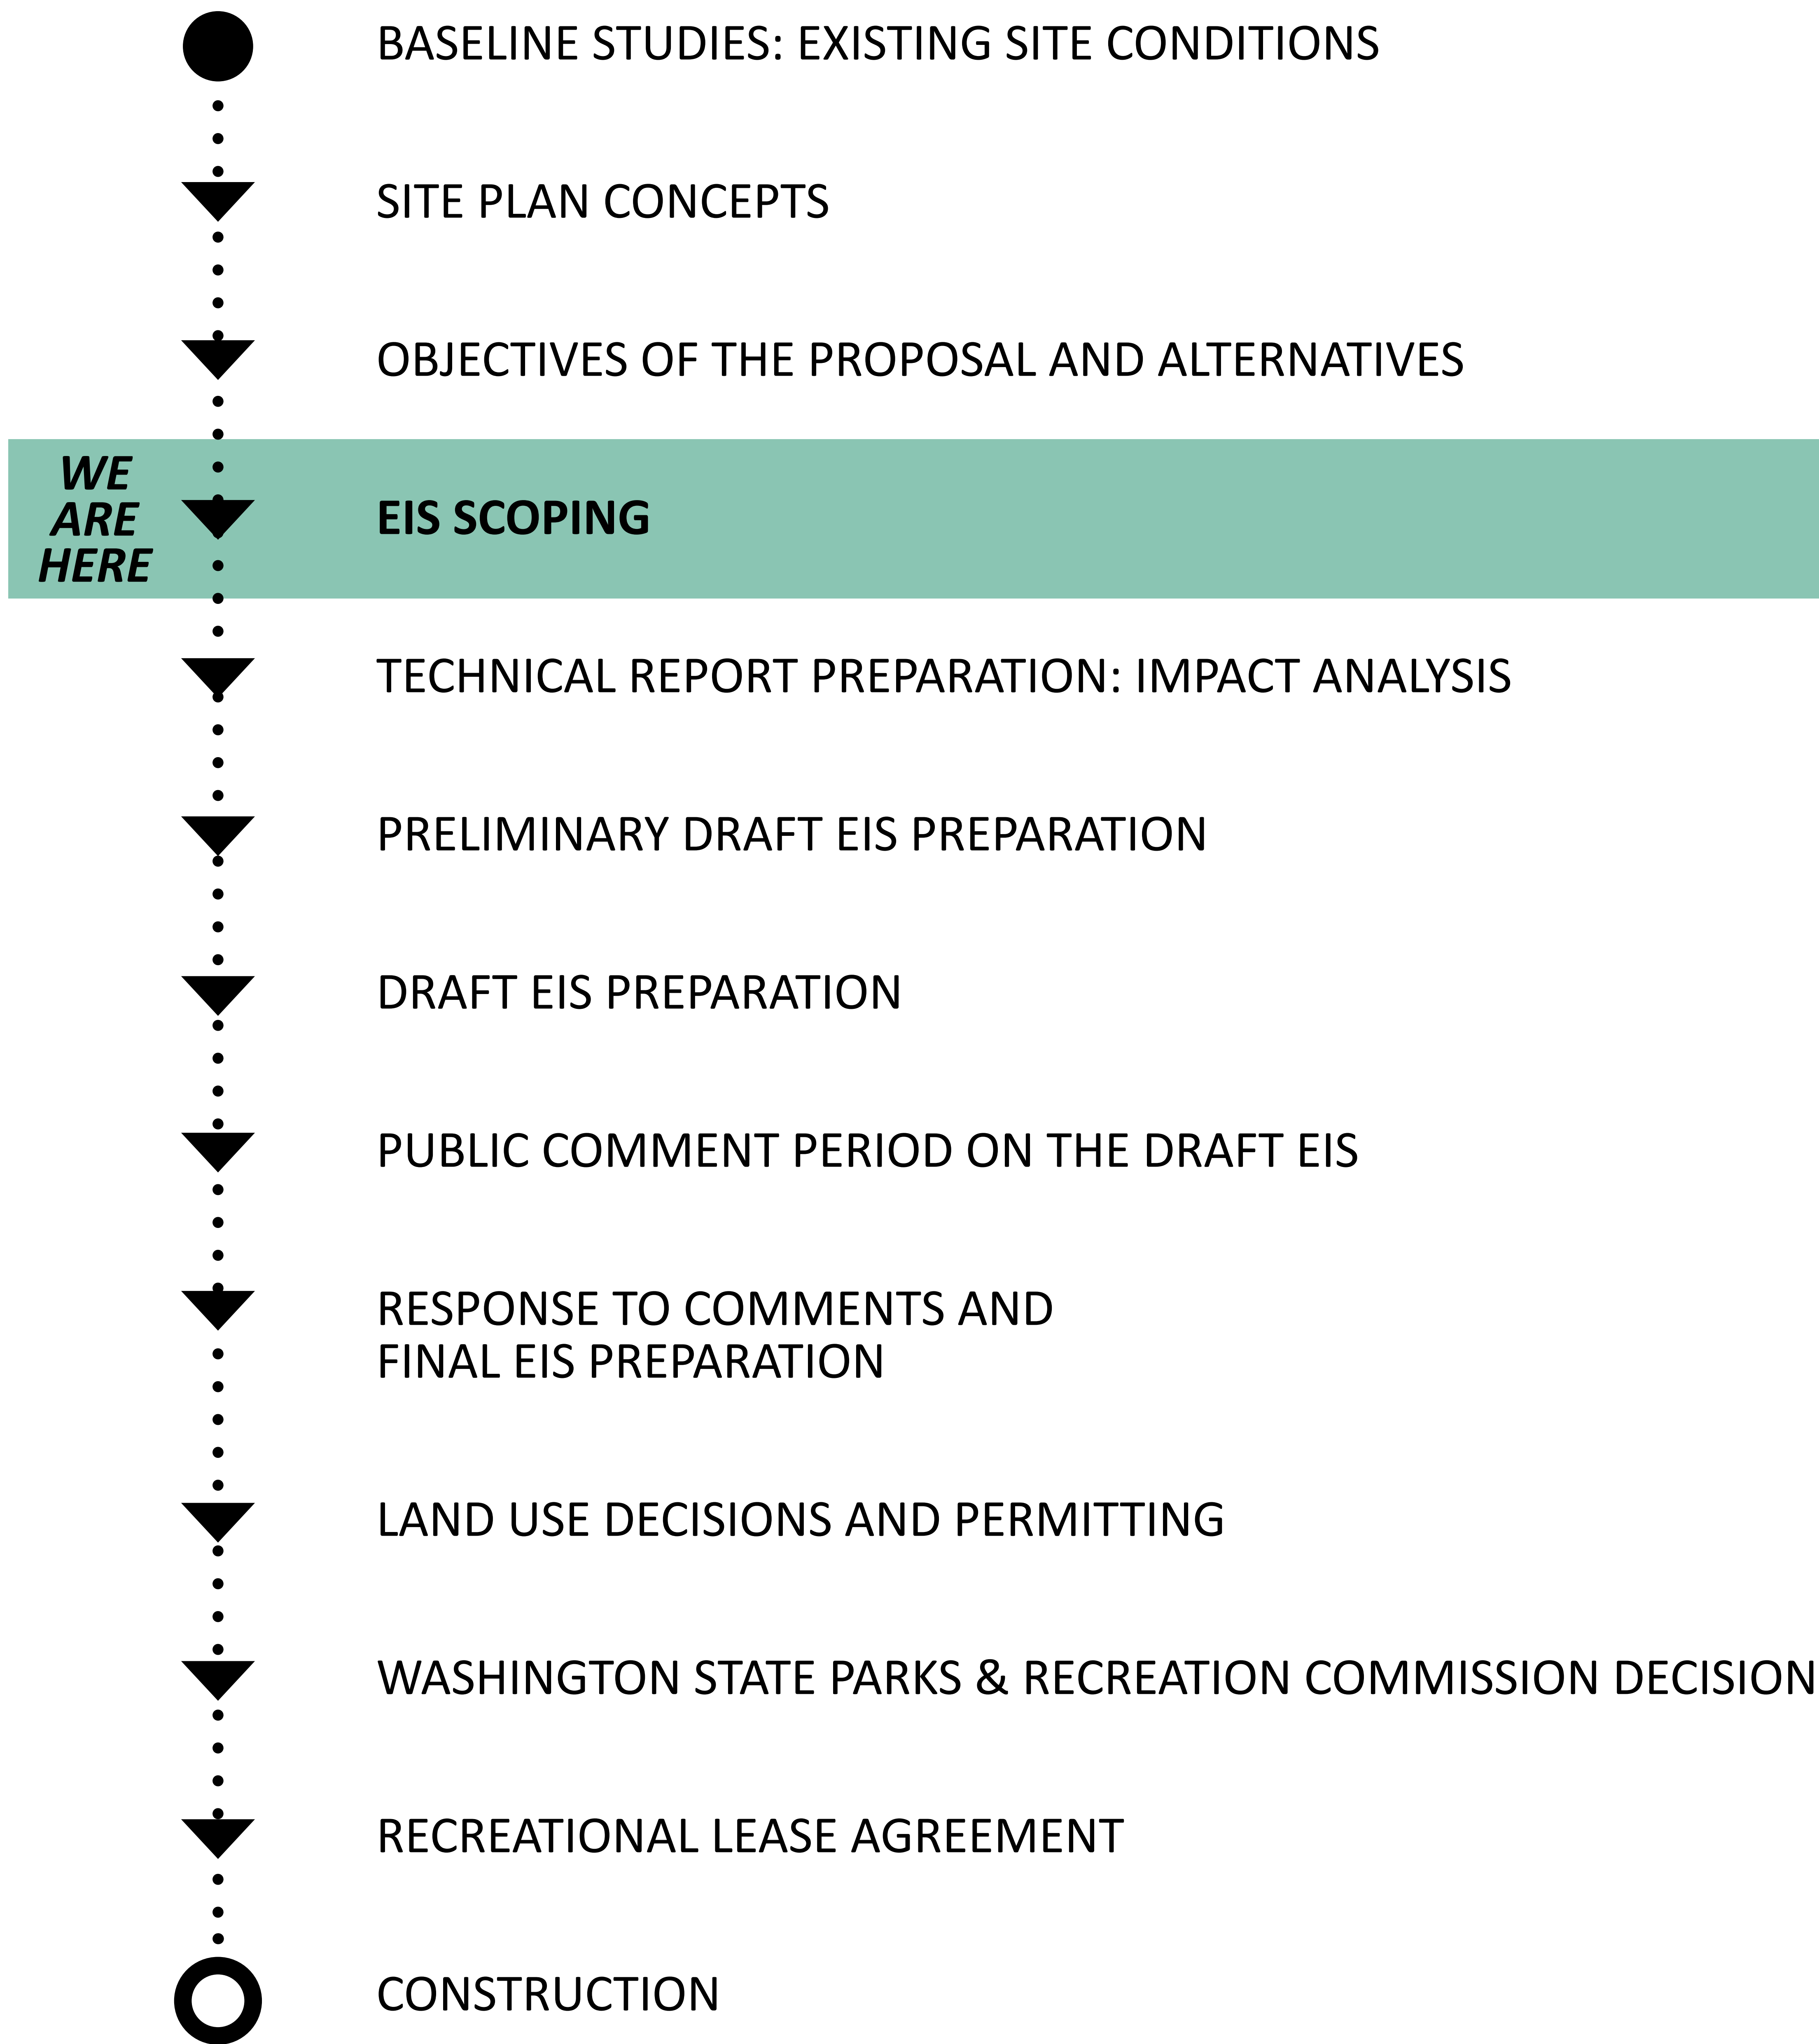 BASELINE STUDIES: EXISTING SITE CONDITIONS
SITE PLAN CONCEPTS
OBJECTIVES OF THE PROPOSAL AND ALTERNATIVES
WE
ARE
HERE
EIS SCOPING
TECHNICAL REPORT PREPARATION: IMPACT ANALYSIS
PRELIMINARY DRAFT EIS PREPARATION
DRAFT EIS PREPARATION
PUBLIC COMMENT PERIOD ON THE DRAFT EIS
RESPONSE TO COMMENTS AND
FINAL EIS PREPARATION
LAND USE DECISIONS AND PERMITTING
WASHINGTON STATE PARKS & RECREATION COMMISSION DECISION
RECREATIONAL LEASE AGREEMENT
CONSTRUCTION